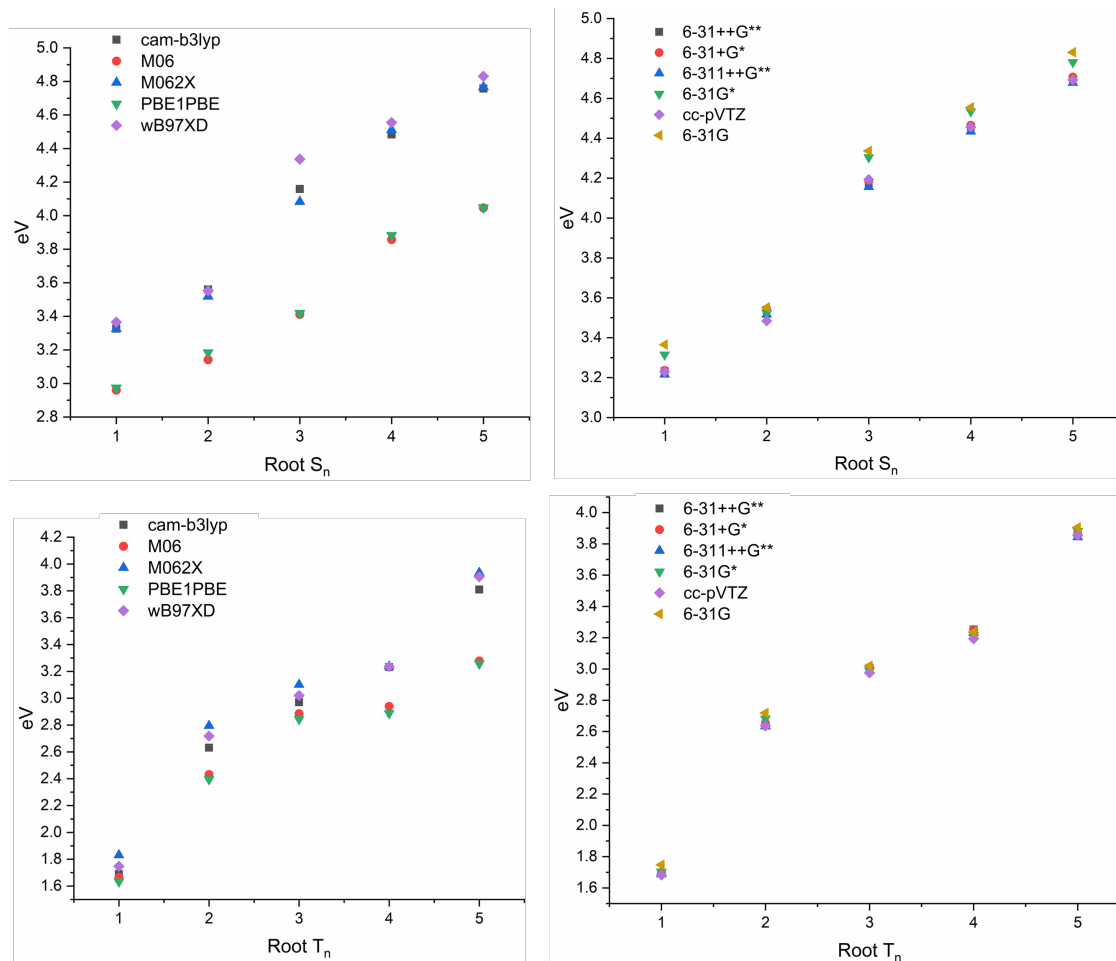 cam-b3lyp
M06
M062X
PBE1PBE
wB97XD
5.0
4.8
4.6
4.4
4.2
4.0
3.8
3.6
3.4
3.2
3.0
2.8
eV
1 2 3 4 5
Root Sn
6-31++G**
6-31+G*
6-311++G**
6-31G*
cc-pVTZ
6-31G
5.0
4.8
4.6
4.4
4.2
4.0
3.8
3.6
3.4
3.2
3.0
eV
1 2 3 4 5
Root Sn
cam-b3lyp
M06
M062X
PBE1PBE
wB97XD
4.2
4.0
3.8
3.6
3.4
3.2
3.0
2.8
2.6
2.4
2.2
2.0
1.8
1.6
eV
1 2 3 4 5
Root Tn
6-31++G**
6-31+G*
6-311++G**
6-31G*
cc-pVTZ
6-31G
4.0
3.8
3.6
3.4
3.2
3.0
2.8
2.6
2.4
2.2
2.0
1.8
1.6
eV
1 2 3 4 5
Root Tn